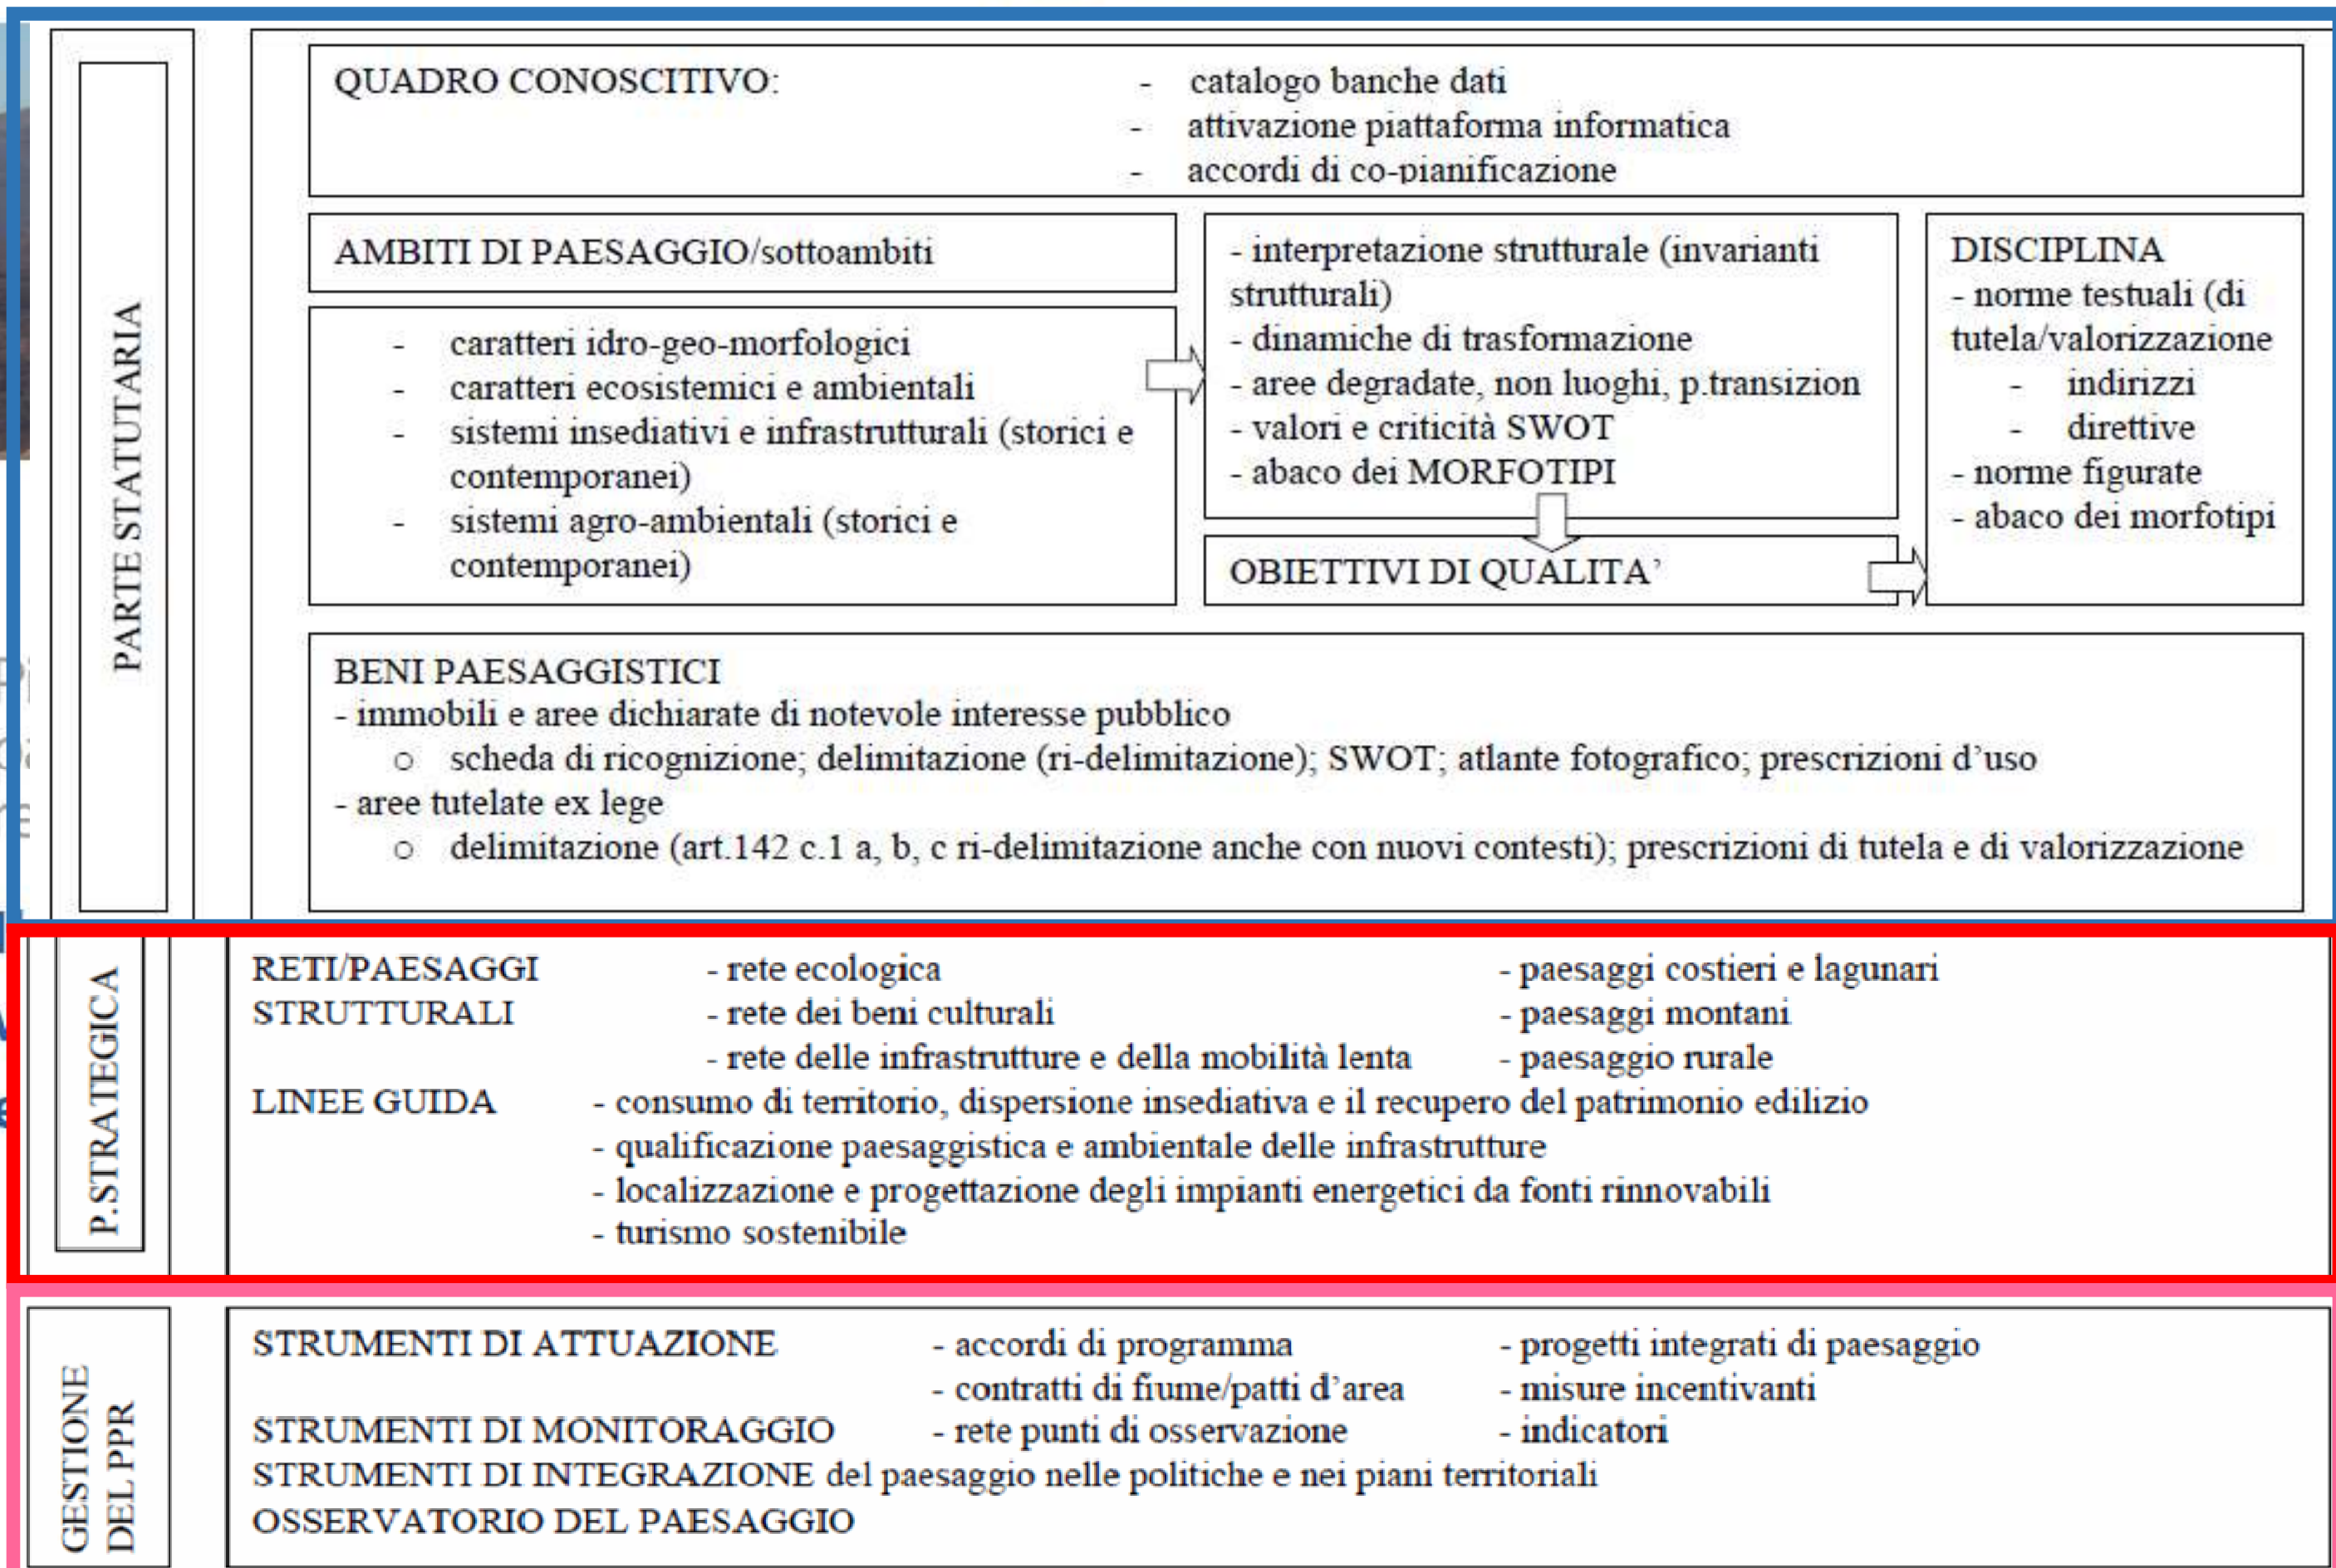 PARTE STATUTARIA
QUADRO CONOSCITIVO:
- catalogo banche dati
- attivazione piattaforma informatica
- accordi di co-pianificazione
AMBITI DI PAESAGGIO/sottoambiti
- caratteri idro-geo-morfologici
- caratteri ecosistemici e ambientali
- sistemi insediativi e infrastrutturali (storici e
contemporanei)
- sistemi agro-ambientali (storici e
contemporanei)
- interpretazione strutturale (invarianti
strutturali)
- dinamiche di trasformazione
- aree degradate, non luoghi, p.transizion
- valori e criticità SWOT
- abaco dei MORFOTIPI
OBIETTIVI DI QUALITA’
DISCIPLINA
- norme testuali (di
tutela/valorizzazione
- indirizzi
- direttive
- norme figurate
- abaco dei morfotipi
BENI PAESAGGISTICI
- immobili e aree dichiarate di notevole interesse pubblico
o scheda di ricognizione; delimitazione (ri-delimitazione); SWOT; atlante fotografico; prescrizioni d’uso
- aree tutelate ex lege
o delimitazione (art.142 c.1 a, b, c ri-delimitazione anche con nuovi contesti); prescrizioni di tutela e di valorizzazione
P.STRATEGICA
RETI/PAESAGGI - rete ecologica - paesaggi costieri e lagunari
STRUTTURALI - rete dei beni culturali - paesaggi montani
- rete delle infrastrutture e della mobilità lenta - paesaggio rurale
LINEE GUIDA - consumo di territorio, dispersione insediativa e il recupero del patrimonio edilizio
- qualificazione paesaggistica e ambientale delle infrastrutture
- localizzazione e progettazione degli impianti energetici da fonti rinnovabili
- turismo sostenibile
GESTIONE
DEL PPR
STRUMENTI DI ATTUAZIONE - accordi di programma - progetti integrati di paesaggio
- contratti di fiume/patti d’area - misure incentivanti
STRUMENTI DI MONITORAGGIO - rete punti di osservazione - indicatori
STRUMENTI DI INTEGRAZIONE del paesaggio nelle politiche e nei piani territoriali
OSSERVATORIO DEL PAESAGGIO